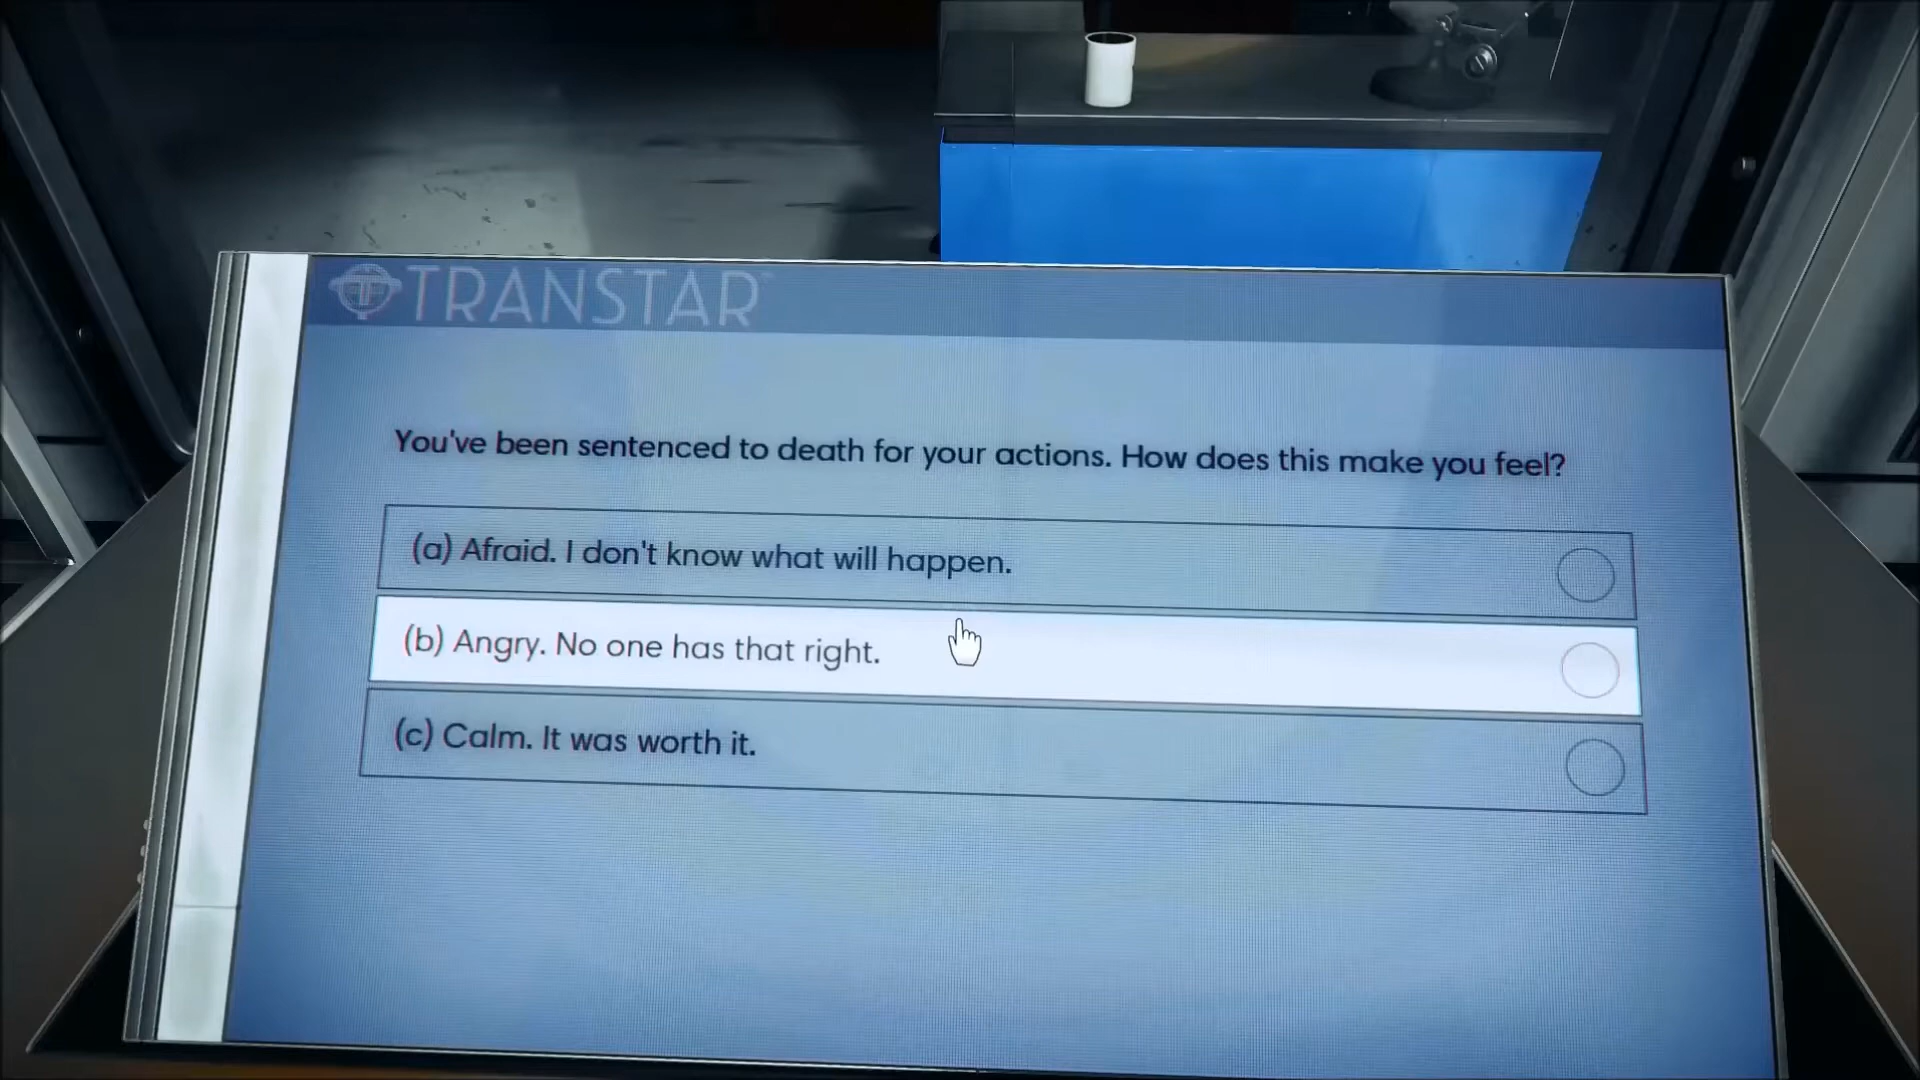 TRANSTAR
You've been sentenced to death for your actions. How does this make you feel?
(a) Afraid. I don't know what will happen.
(b) Angry. No one has that right.
(c) Calm. It was worth it.